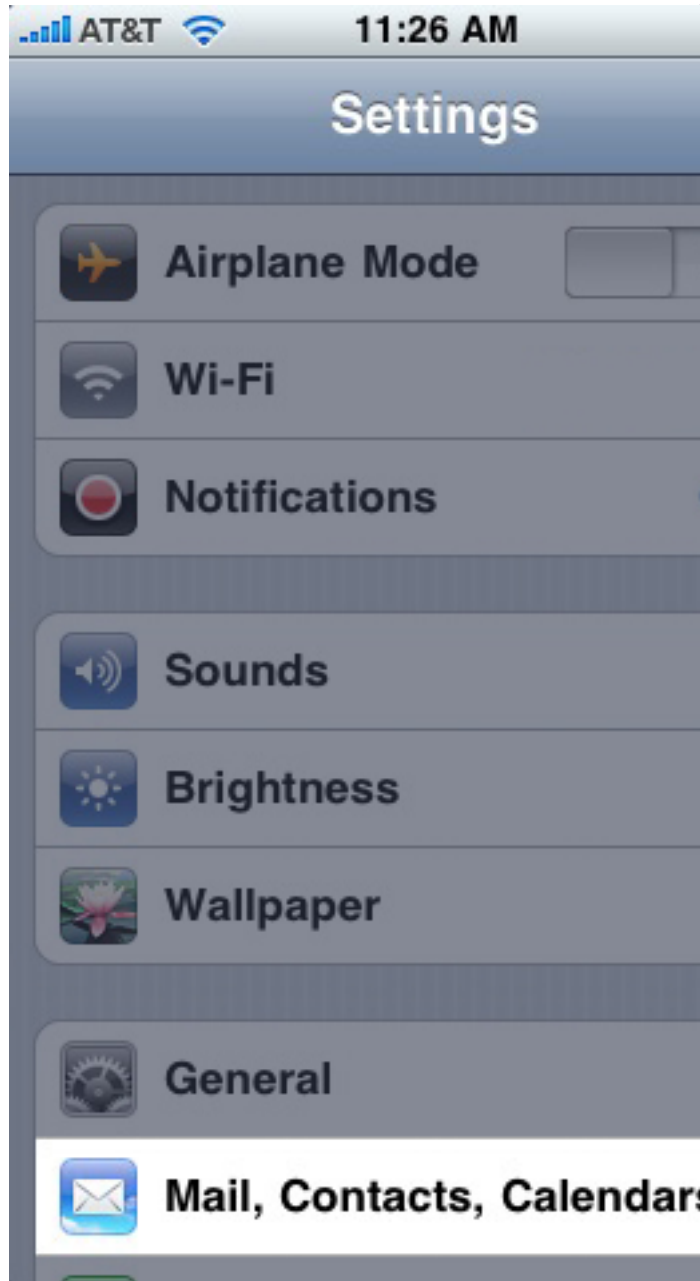 AT&T 11:26 AM
Settings
Airplane Mode
Wi-Fi
Notifications
Sounds
Brightness
Wallpaper
General
Mail, Contacts, Calendars